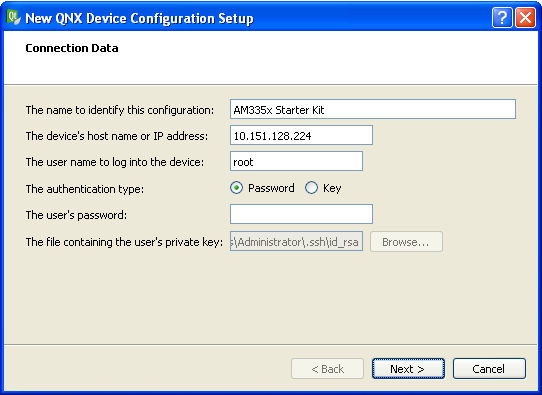 New QNX Device Configuration Setup
Connection Data
The name to identify this configuration: AM335x Starter Kit
The device's host name or IP address: 10.151.128.224
The user name to log into the device: root
The authentication type: Password Key
The user's password:
The file containing the user's private key: s\Administrator\.ssh\id_rsa Browse...
< Back Next > Cancel